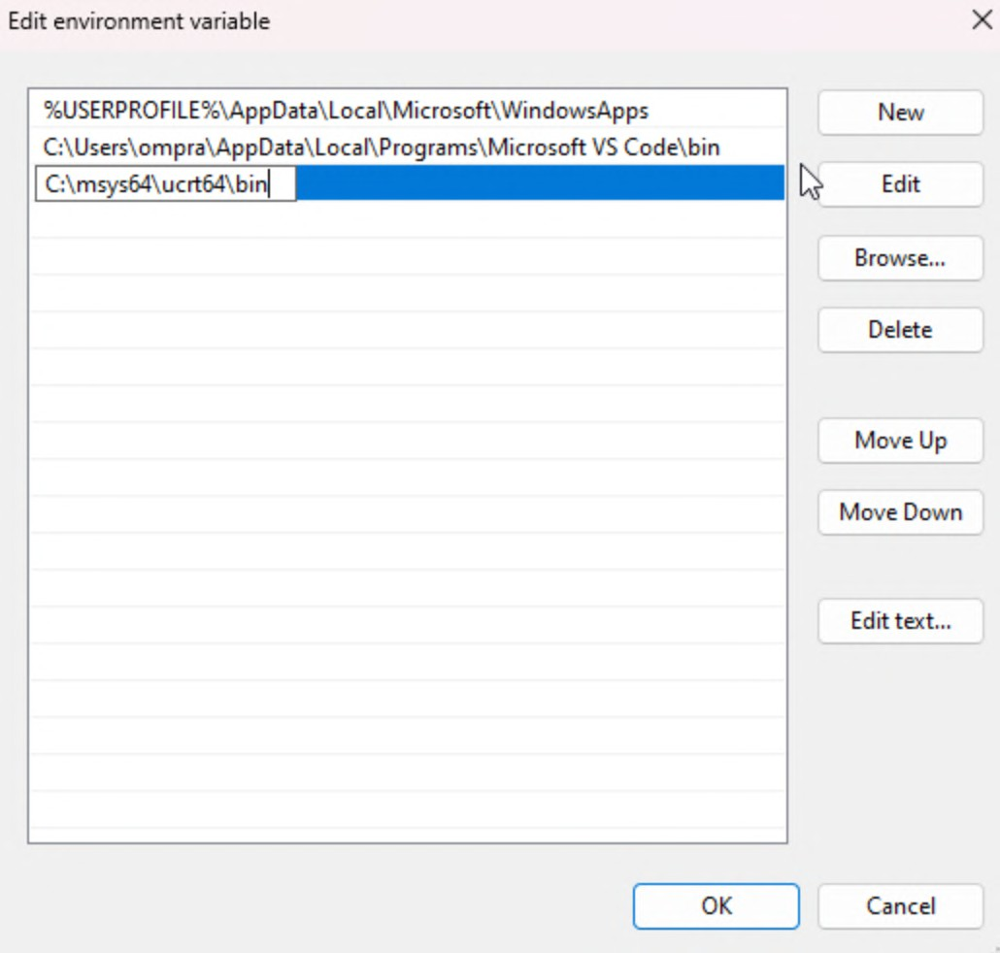 Edit environment variable
%USERPROFILE%\AppData\Local\Microsoft\WindowsApps
C:\Users\ompra\AppData\Local\Programs\Microsoft VS Code\bin
C:\msys64\ucrt64\bin
New
Edit
Browse...
Delete
Move Up
Move Down
Edit text...
OK
Cancel